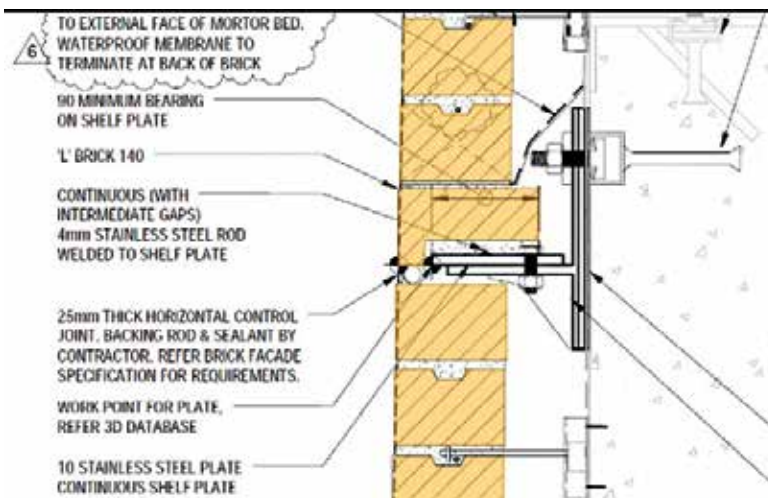 TO EXTERNAL FACE OF MORTOR BED.
WATERPROOF MEMBRANE TO
TERMINATE AT BACK OF BRICK
6
90 MINIMUM BEARING
ON SHELF PLATE
'L' BRICK 140
CONTINUOUS (WITH
INTERMEDIATE GAPS)
4mm STAINLESS STEEL ROD
WELDED TO SHELF PLATE
25mm THICK HORIZONTAL CONTROL
JOINT. BACKING ROD & SEALANT BY
CONTRACTOR. REFER BRICK FACADE
SPECIFICATION FOR REQUIREMENTS.
WORK POINT FOR PLATE,
REFER 3D DATABASE
10 STAINLESS STEEL PLATE
CONTINUOUS SHELF PLATE